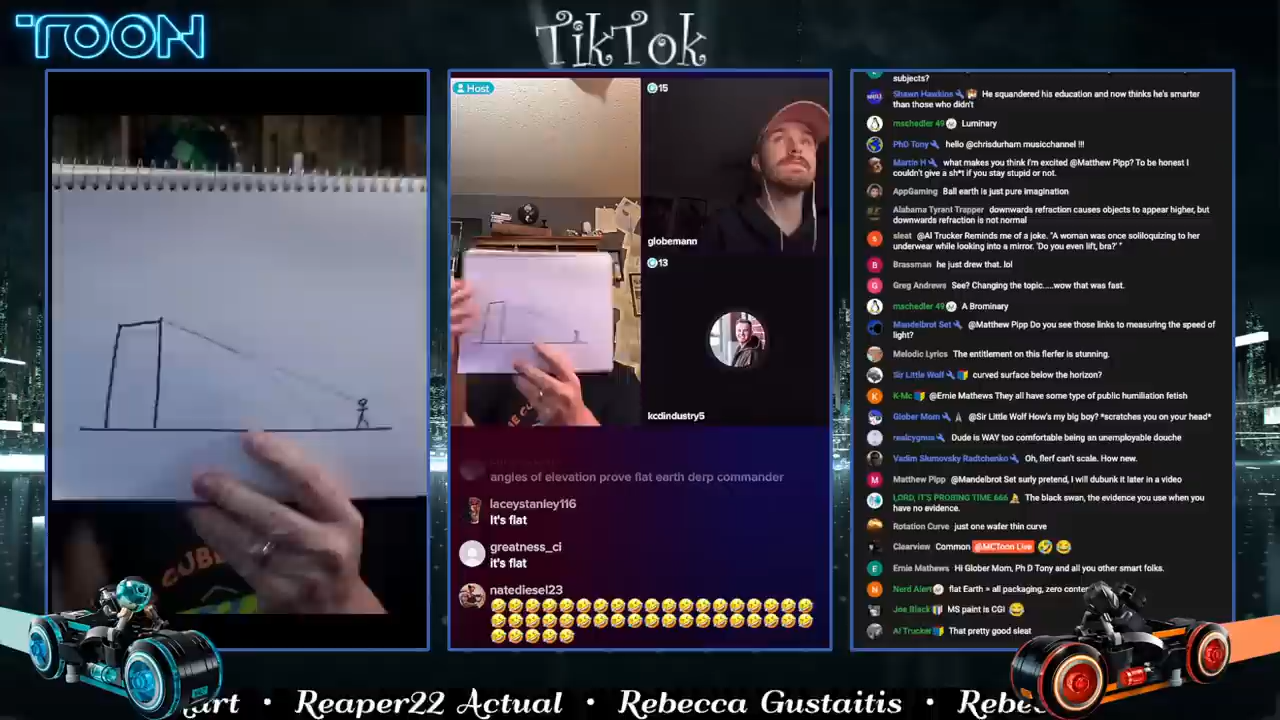 TOON
TikTok
Host
15
globemann
13
kcdindustry5
angles of elevation prove flat earth derp commander
laceystanley116
It's flat
greatness_ci
it's flat
natediesel23
subjects?
Shawn Hawkins He squandered his education and now thinks he's smarter
than those who didn't
mschedler 49 Luminary
PhD Tony hello @chrisdurham musicchannel !!!
Martin H what makes you think I'm excited @Matthew Pipp? To be honest I
couldn't give a sh*t if you stay stupid or not.
AppGaming Ball earth is just pure imagination
Alabama Tyrant Trapper downwards refraction causes objects to appear higher, but
downwards refraction is not normal
sleat @Al Trucker Reminds me of a joke. "A woman was once soliloquizing to her
underwear while looking into a mirror. 'Do you even lift, bra?' "
Brassman he just drew that. lol
Greg Andrews See? Changing the topic.....wow that was fast.
mschedler 49 A Brominary
Mandelbrot Set @Matthew Pipp Do you see those links to measuring the speed of
light?
Melodic Lyrics The entitlement on this flerfer is stunning.
Sir Little Wolf curved surface below the horizon?
K-Mc @Ernie Mathews They all have some type of public humiliation fetish
Glober Mom @Sir Little Wolf How's my big boy? *scratches you on your head*
realcygnus Dude is WAY too comfortable being an unemployable douche
Vadim Slumovsky Radtchenko Oh, flerf can't scale. How new.
Matthew Pipp @Mandelbrot Set surly pretend, I will dubunk it later in a video
LORD, IT'S PROBING TIME 666 The black swan, the evidence you use when you
have no evidence.
Rotation Curve just one wafer thin curve
Clearview Common @MCToon Live
Ernie Mathews Hi Glober Mom, Ph D Tony and all you other smart folks.
Nerd Alert flat Earth = all packaging, zero conte
Joe Black MS paint is CGI
Al Trucker That pretty good sleat
art • Reaper22 Actual • Rebecca Gustaitis • Rebe